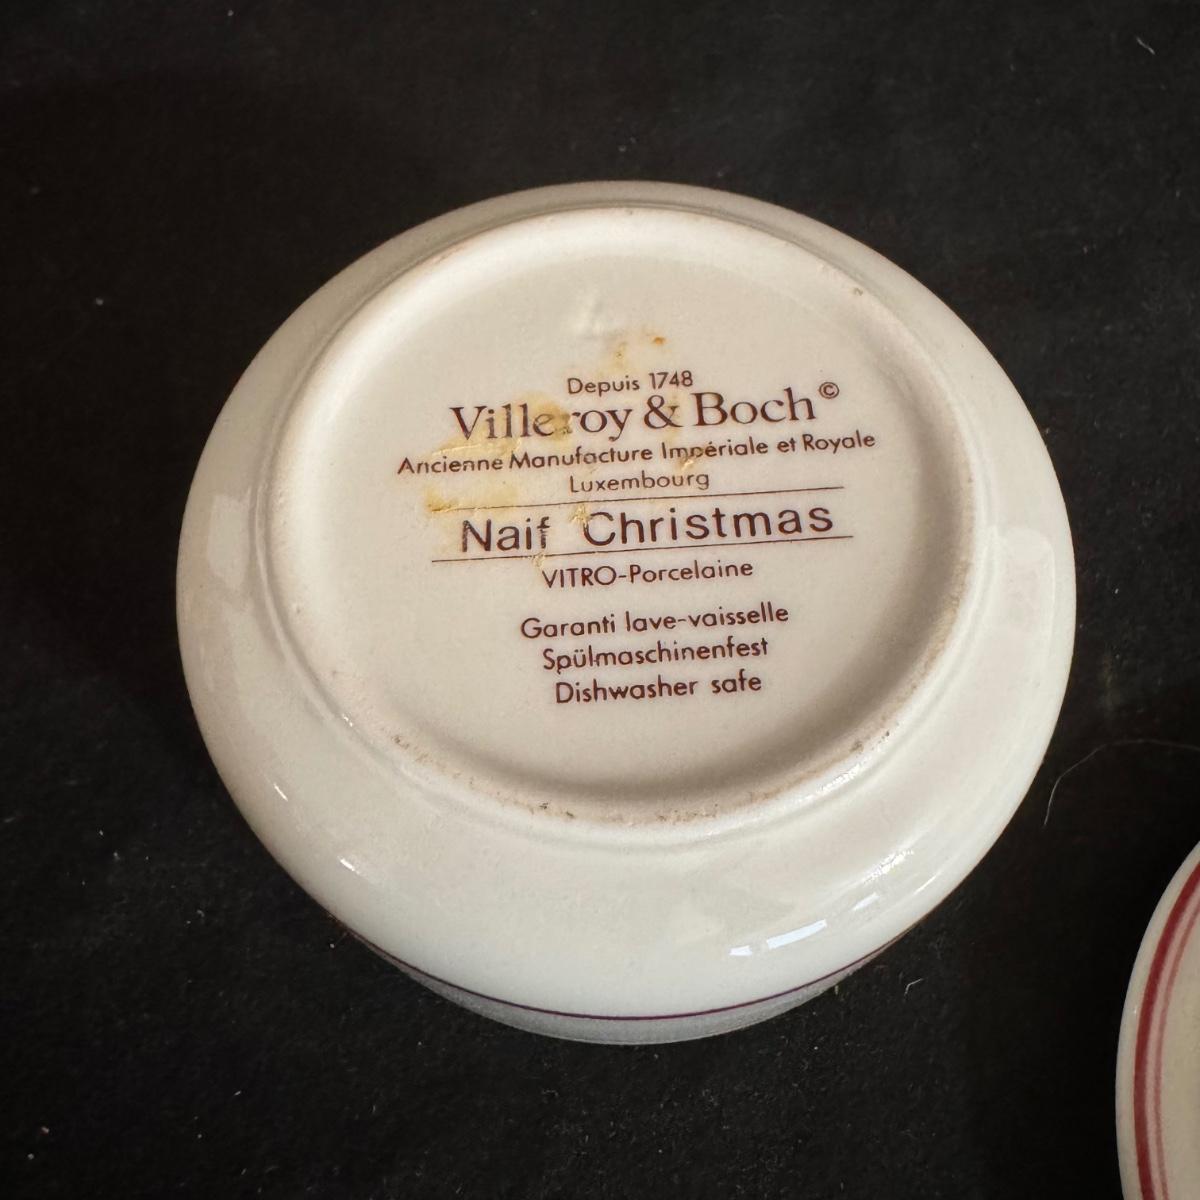 Depuis 1748
Villeroy & Boch©
Ancienne Manufacture Impériale et Royale
Luxembourg
Naif Christmas
VITRO-Porcelaine
Garanti lave-vaisselle
Spülmaschinenfest
Dishwasher safe